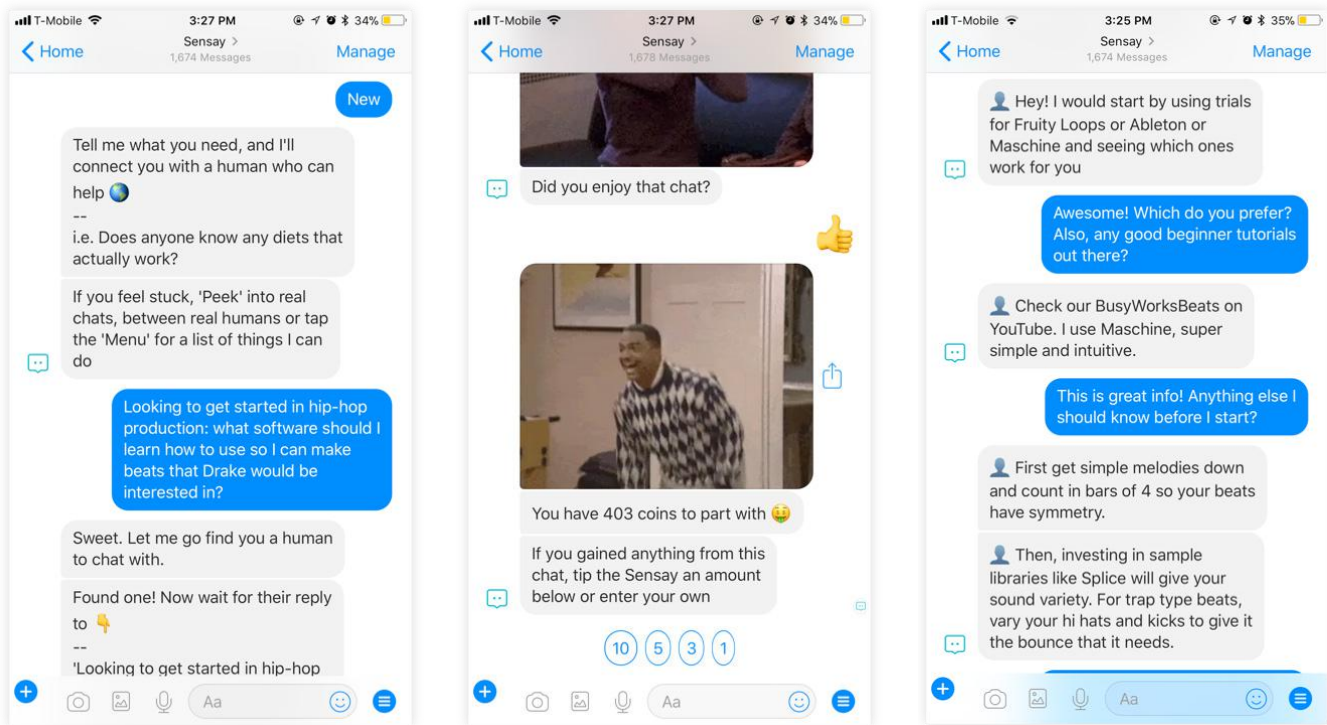 T-Mobile 3:27 PM 34%
Home Sensay > Manage
1,674 Messages
New
Tell me what you need, and I'll
connect you with a human who can
help 🌎
--
i.e. Does anyone know any diets that
actually work?
If you feel stuck, 'Peek' into real
chats, between real humans or tap
the 'Menu' for a list of things I can
do
Looking to get started in hip-hop
production: what software should I
learn how to use so I can make
beats that Drake would be
interested in?
Sweet. Let me go find you a human
to chat with.
Found one! Now wait for their reply
to 👇
--
'Looking to get started in hip-hop
Aa
T-Mobile 3:27 PM 34%
Home Sensay > Manage
1,678 Messages
Did you enjoy that chat?
👍
You have 403 coins to part with 🤑
If you gained anything from this
chat, tip the Sensay an amount
below or enter your own
10 5 3 1
Aa
T-Mobile 3:25 PM 35%
Home Sensay > Manage
1,674 Messages
👤 Hey! I would start by using trials
for Fruity Loops or Ableton or
Maschine and seeing which ones
work for you
Awesome! Which do you prefer?
Also, any good beginner tutorials
out there?
👤 Check our BusyWorksBeats on
YouTube. I use Maschine, super
simple and intuitive.
This is great info! Anything else I
should know before I start?
👤 First get simple melodies down
and count in bars of 4 so your beats
have symmetry.
👤 Then, investing in sample
libraries like Splice will give your
sound variety. For trap type beats,
vary your hi hats and kicks to give it
the bounce that it needs.
Aa